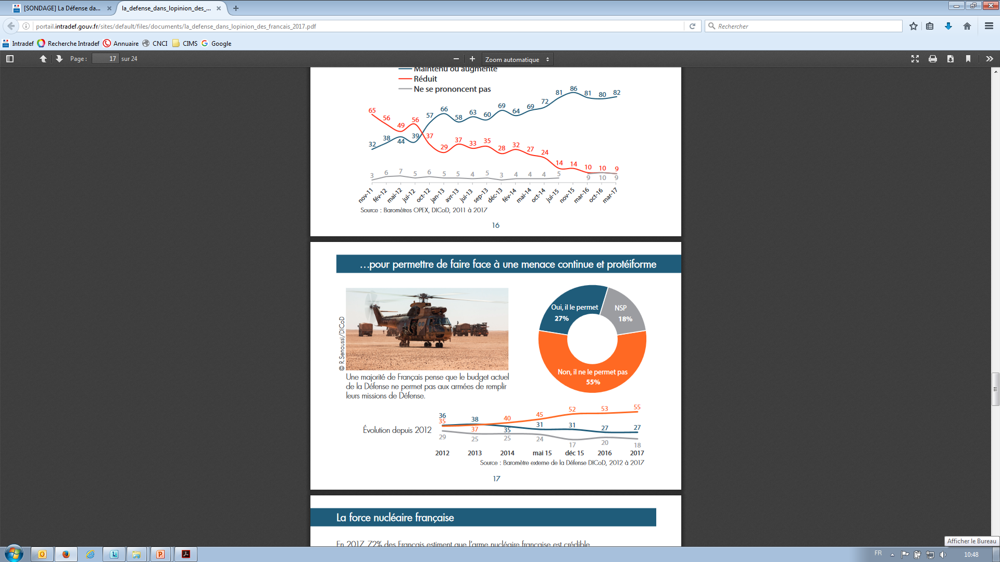 [SONDAGE] La Défense da...
la_defense_dans_lopinion_des_...
portail.intradef.gouv.fr/sites/default/files/documents/la_defense_dans_lopinion_des_francais_2017.pdf
Rechercher
Intradef
Recherche Intradef
Annuaire
CNCI
CIMS
Google
Page :
17
sur 24
Zoom automatique
Maintenu ou augmenté
Réduit
Ne se prononcent pas
32 38 44 39 57 66 58 63 60 69 64 69 72 81 86 81 80 82
65 56 49 56 37 29 37 33 35 28 32 27 24 14 14 10 10 9
3 6 7 5 6 5 5 4 5 3 4 4 4 5 9 10 9
nov-11 fév-12 mai-12 jul-12 oct-12 jan-13 avr-13 jul-13 sep-13 déc-13 fév-14 mai-14 oct-14 jul-15 nov-15 mar-16 oct-16 mar-17
Source : Baromètres OPEX, DICoD, 2011 à 2017
16
...pour permettre de faire face à une menace continue et protéiforme
© R.Senoussi/DICoD
Oui, il le permet
27%
NSP
18%
Non, il ne le permet pas
55%
Une majorité de Français pense que le budget actuel
de la Défense ne permet pas aux armées de remplir
leurs missions de Défense.
Évolution depuis 2012
36 38 35 31 31 27 27
35 37 40 45 52 53 55
29 25 25 24 17 20 18
2012 2013 2014 mai 15 déc 15 2016 2017
Source : Baromètre externe de la Défense DICoD, 2012 à 2017
17
La force nucléaire française
En 2017, 72% des Français estiment que l'arme nucléaire française est crédible
Afficher le Bureau
FR
10:48